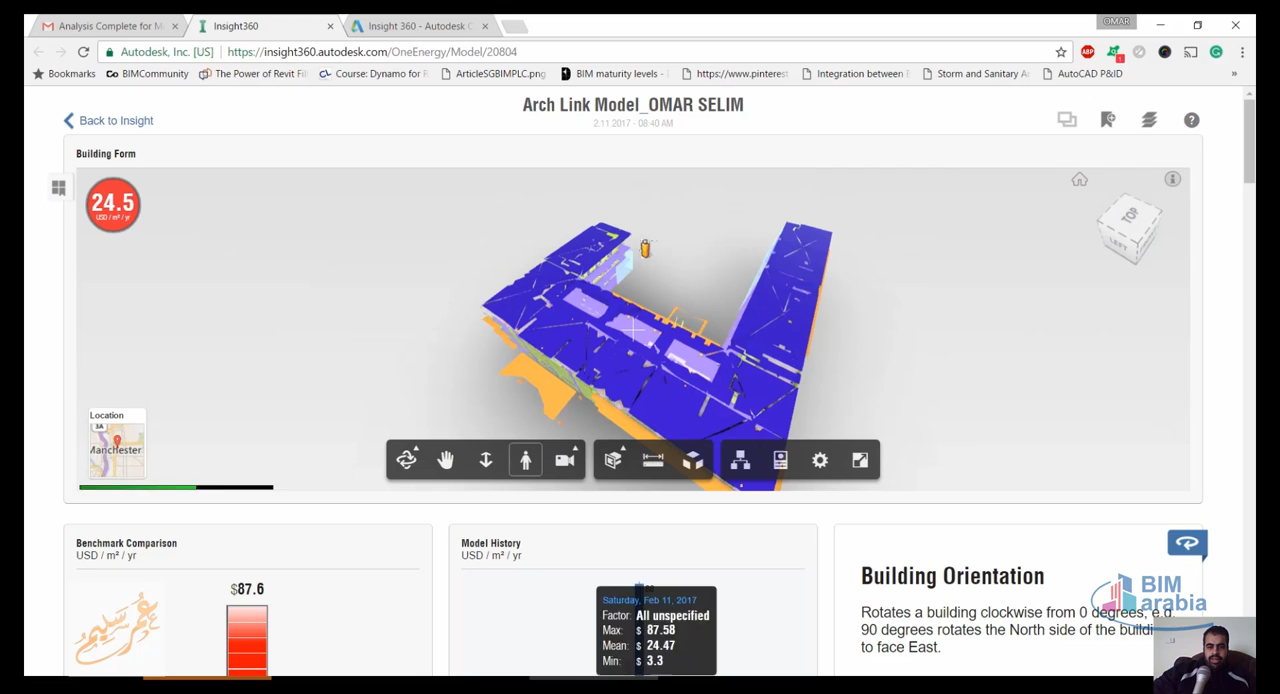 Analysis Complete for M
Insight360
Insight 360 - Autodesk C
OMAR
Autodesk, Inc. [US]
https://insight360.autodesk.com/OneEnergy/Model/20804
ABP
1
Bookmarks
BIMCommunity
The Power of Revit Fil
Course: Dynamo for R
ArticleSGBIMPLC.png
BIM maturity levels -
https://www.pinterest
Integration between
Storm and Sanitary
AutoCAD P&ID
Arch Link Model_OMAR SELIM
2.11.2017 - 08:40 AM
Back to Insight
Building Form
24.5
USD / m² / yr
TOP
LEFT
Location
3A
Manchester
Benchmark Comparison
USD / m² / yr
$87.6
عمر سليم
Model History
USD / m² / yr
Saturday, Feb 11, 2017
Factor: All unspecified
Max: $ 87.58
Mean: $ 24.47
Min: $ 3.3
Building Orientation
Rotates a building clockwise from 0 degrees, e.g.
90 degrees rotates the North side of the buildi
to face East.
BIM
arabia